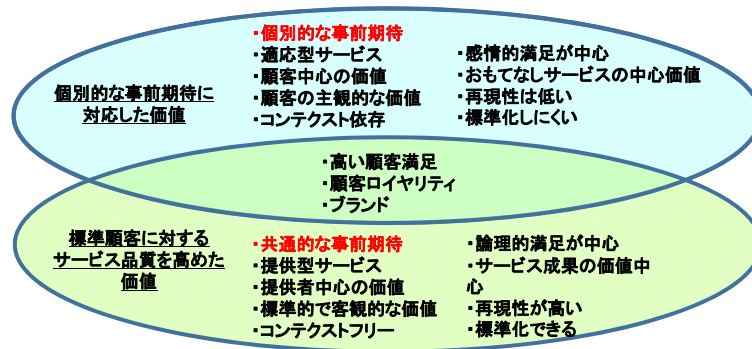 個別的な事前期待に
対応した価値
・個別的な事前期待
・適応型サービス
・顧客中心の価値
・顧客の主観的な価値
・コンテクスト依存
・感情的満足が中心
・おもてなしサービスの中心価値
・再現性は低い
・標準化しにくい
・高い顧客満足
・顧客ロイヤリティ
・ブランド
標準顧客に対する
サービス品質を高めた
価値
・共通的な事前期待
・提供型サービス
・提供者中心の価値
・標準的で客観的な価値
・コンテクストフリー
・論理的満足が中心
・サービス成果の価値中
心
・再現性が高い
・標準化できる